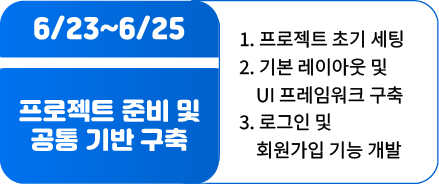 6/23~6/25
프로젝트 준비 및
공통 기반 구축
1. 프로젝트 초기 세팅
2. 기본 레이아웃 및
UI 프레임워크 구축
3. 로그인 및
회원가입 기능 개발